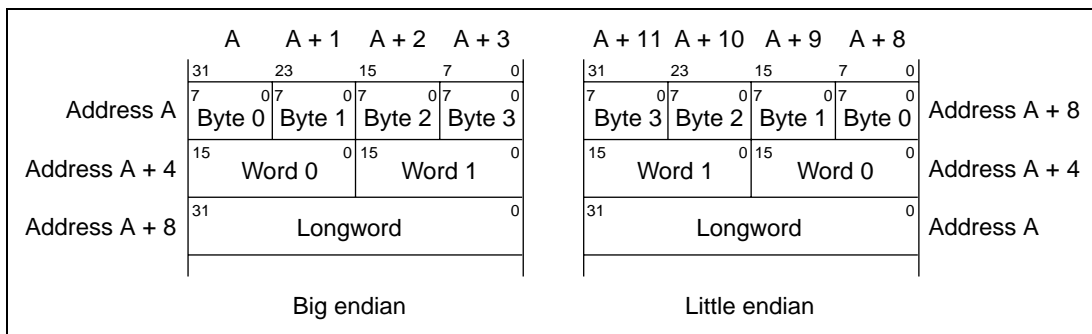 A A + 1 A + 2 A + 3 A + 11 A + 10 A + 9 A + 8
31 23 15 7 0 31 23 15 7 0
Address A 7 Byte 0 0 7 Byte 1 0 7 Byte 2 0 7 Byte 3 0 7 Byte 3 0 7 Byte 2 0 7 Byte 1 0 7 Byte 0 0 Address A + 8
Address A + 4 15 Word 0 0 15 Word 1 0 15 Word 1 0 15 Word 0 0 Address A + 4
Address A + 8 31 Longword 0 31 Longword 0 Address A
Big endian Little endian